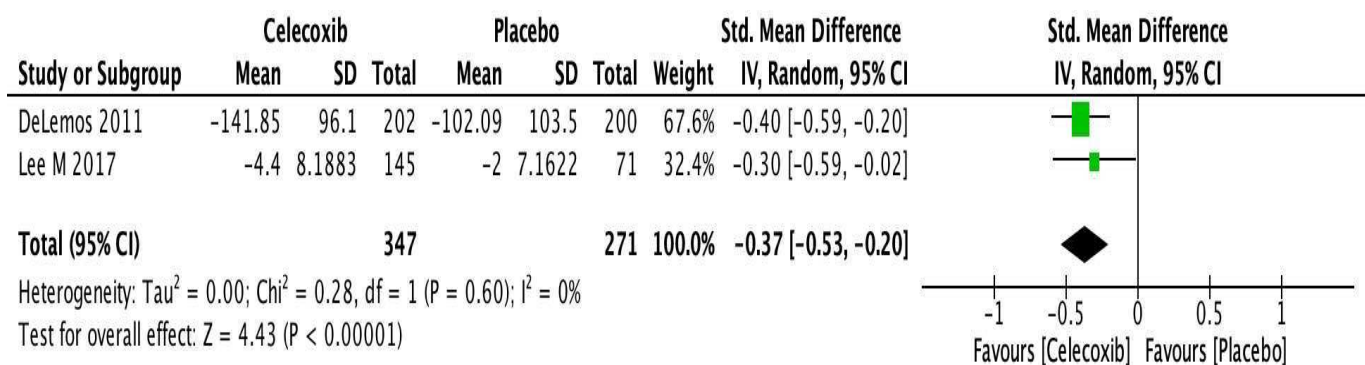 Celecoxib Placebo Std. Mean Difference Std. Mean Difference
Study or Subgroup Mean SD Total Mean SD Total Weight IV, Random, 95% CI IV, Random, 95% CI
DeLemos 2011 −141.85 96.1 202 −102.09 103.5 200 67.6% −0.40 [−0.59, −0.20]
Lee M 2017 −4.4 8.1883 145 −2 7.1622 71 32.4% −0.30 [−0.59, −0.02]
Total (95% CI) 347 271 100.0% −0.37 [−0.53, −0.20]
Heterogeneity: Tau² = 0.00; Chi² = 0.28, df = 1 (P = 0.60); I² = 0%
Test for overall effect: Z = 4.43 (P < 0.00001)
−1 −0.5 0 0.5 1
Favours [Celecoxib] Favours [Placebo]